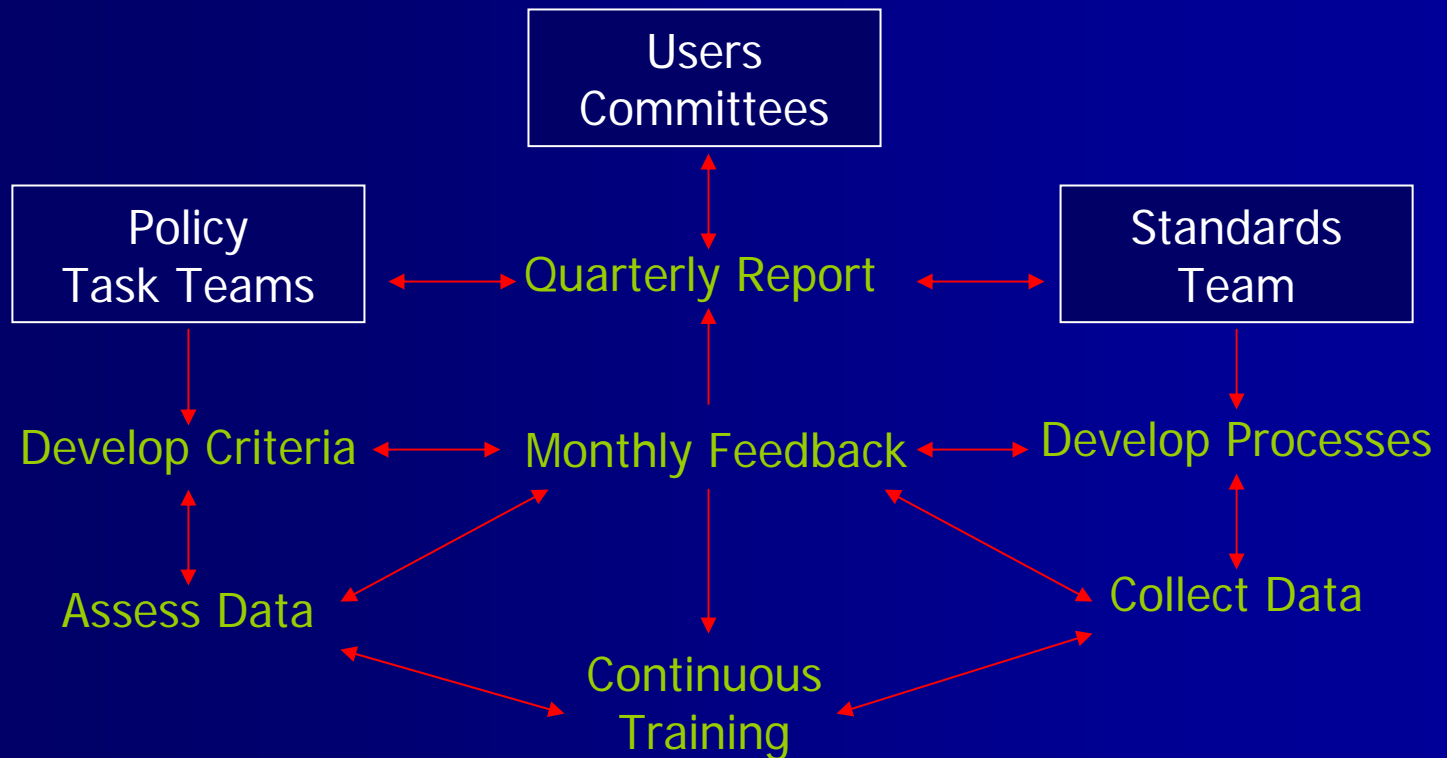 Users
Committees
Policy
Task Teams
Quarterly Report
Standards
Team
Develop Criteria
Monthly Feedback
Develop Processes
Assess Data
Collect Data
Continuous
Training